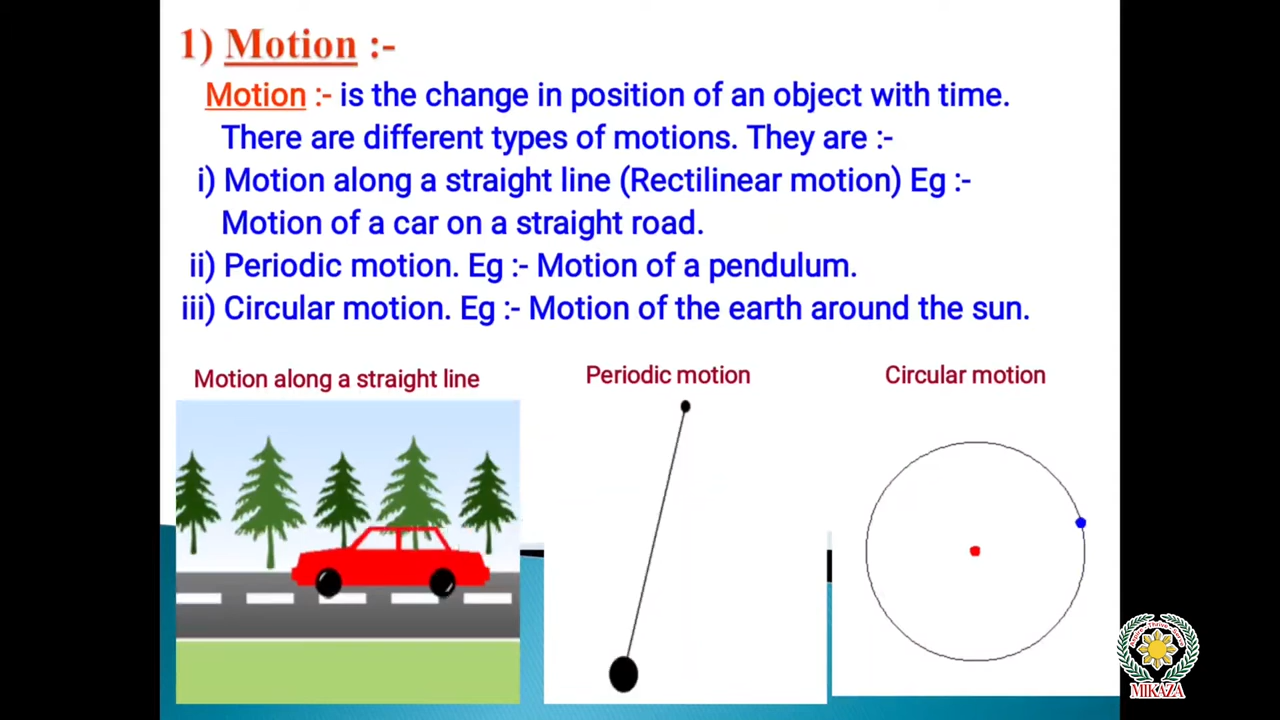 1) Motion :-
Motion :- is the change in position of an object with time.
There are different types of motions. They are :-
i) Motion along a straight line (Rectilinear motion) Eg :-
Motion of a car on a straight road.
ii) Periodic motion. Eg :- Motion of a pendulum.
iii) Circular motion. Eg :- Motion of the earth around the sun.
Motion along a straight line
Periodic motion
Circular motion
MIKAZA